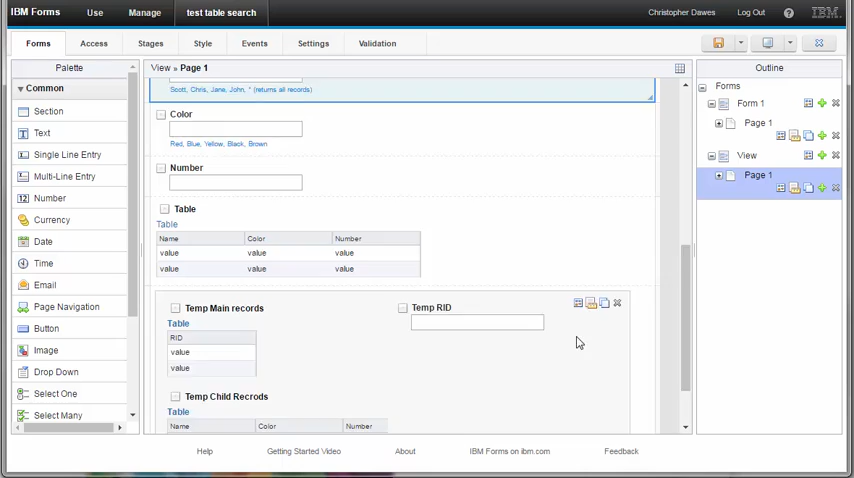 IBM Forms Use Manage test table search Christopher Dawes Log Out ? IBM
Forms Access Stages Style Events Settings Validation
Palette
Common
Section
Text
Single Line Entry
Multi-Line Entry
Number
Currency
Date
Time
Email
Page Navigation
Button
Image
Drop Down
Select One
Select Many
View » Page 1
Scott, Chris, Jane, John, * (returns all records)
Color
Red, Blue, Yellow, Black, Brown
Number
Table
Table
Name Color Number
value value value
value value value
Temp Main records
Table
RID
value
value
Temp RID
Temp Child Recrods
Table
Name Color Number
Outline
Forms
Form 1
Page 1
View
Page 1
Help Getting Started Video About IBM Forms on ibm.com Feedback